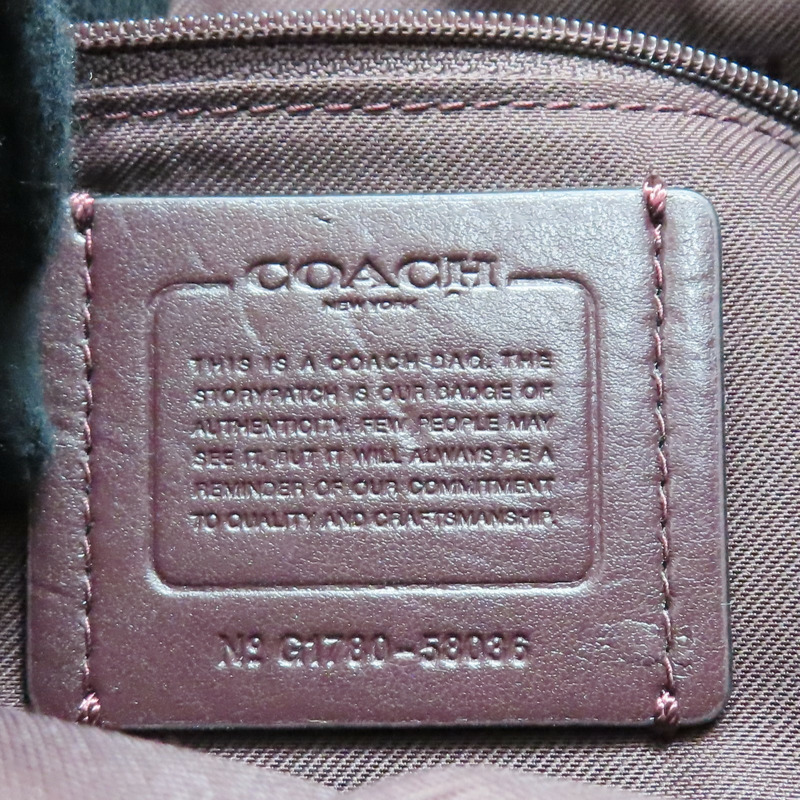 COACH
NEW YORK
THIS IS A COACH BAG. THE
STORYPATCH IS OUR BADGE OF
AUTHENTICITY. FEW PEOPLE MAY
SEE IT, BUT IT WILL ALWAYS BE A
REMINDER OF OUR COMMITMENT
TO QUALITY AND CRAFTSMANSHIP.
Nº G1780-58086